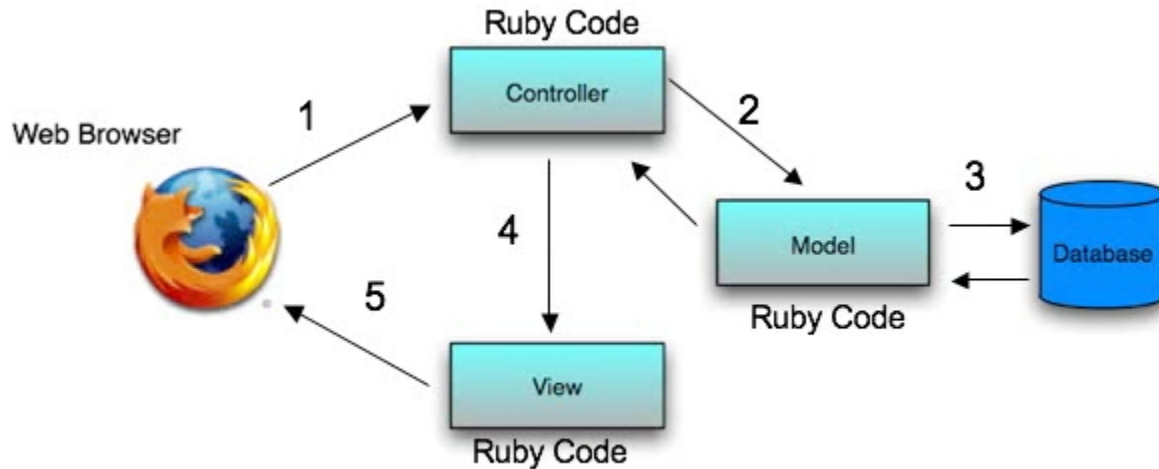 Ruby Code
Controller
1
2
Web Browser
3
4
Model
Database
Ruby Code
5
View
Ruby Code